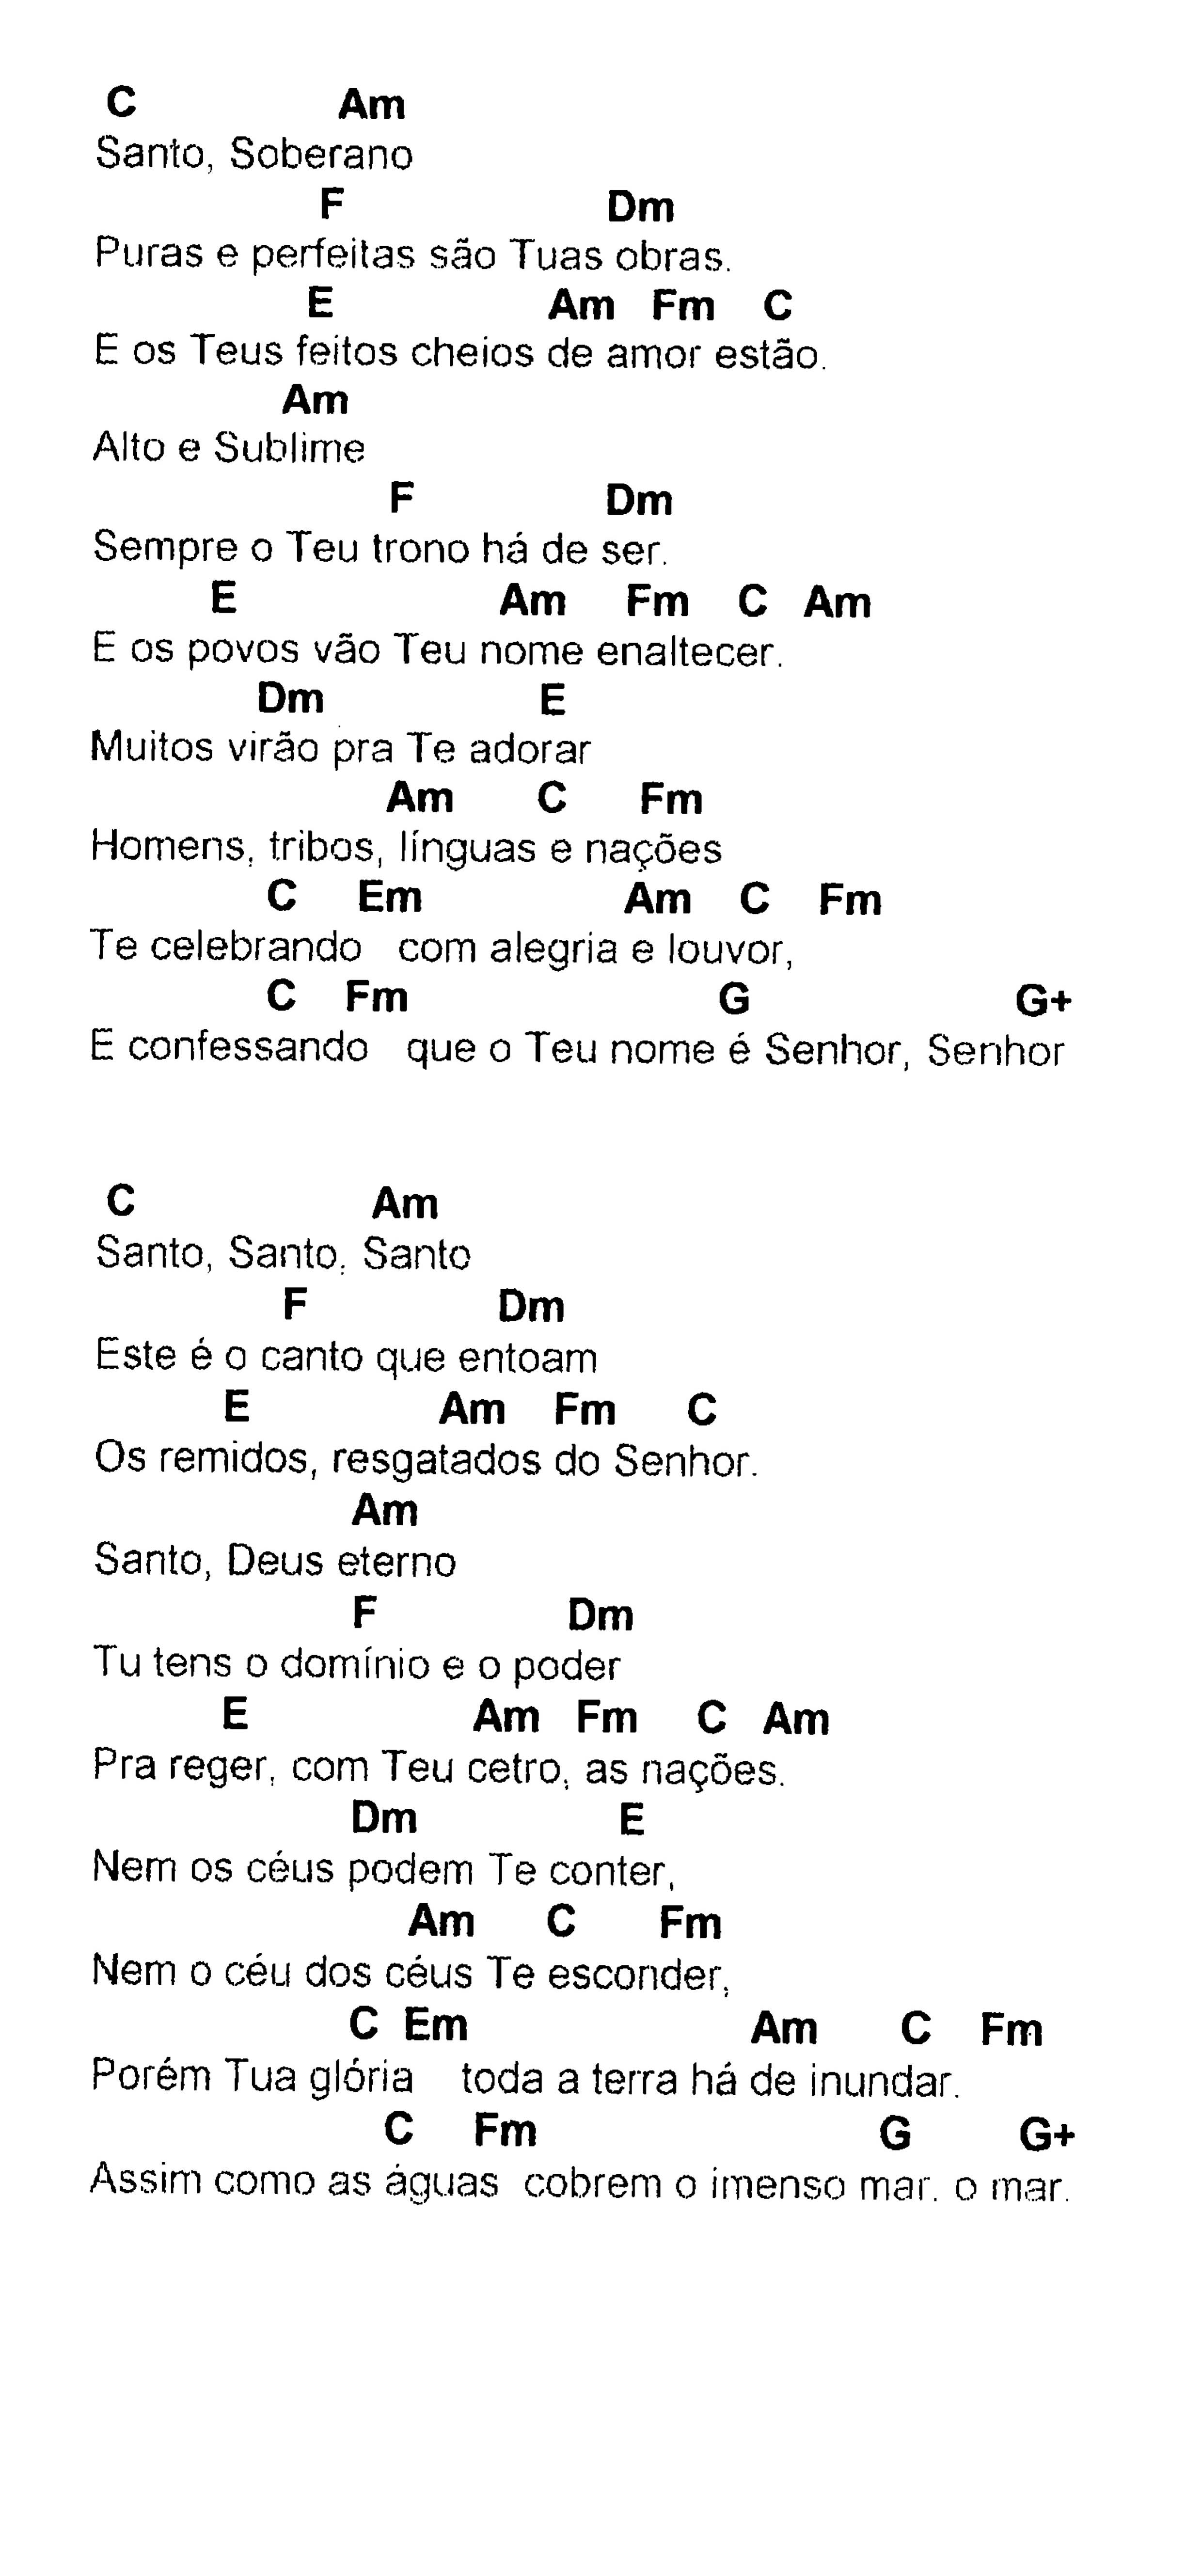 C Am
Santo, Soberano
F Dm
Puras e perfeitas são Tuas obras.
E Am Fm C
E os Teus feitos cheios de amor estão.
Am
Alto e Sublime
F Dm
Sempre o Teu trono há de ser.
E Am Fm C Am
E os povos vão Teu nome enaltecer.
Dm E
Muitos virão pra Te adorar
Am C Fm
Homens, tribos, línguas e nações
C Em Am C Fm
Te celebrando com alegria e louvor,
C Fm G G+
E confessando que o Teu nome é Senhor, Senhor
C Am
Santo, Santo, Santo
F Dm
Este é o canto que entoam
E Am Fm C
Os remidos, resgatados do Senhor.
Am
Santo, Deus eterno
F Dm
Tu tens o domínio e o poder
E Am Fm C Am
Pra reger, com Teu cetro, as nações.
Dm E
Nem os céus podem Te conter,
Am C Fm
Nem o céu dos céus Te esconder,
C Em Am C Fm
Porém Tua glória toda a terra há de inundar.
C Fm G G+
Assim como as águas cobrem o imenso mar. o mar.